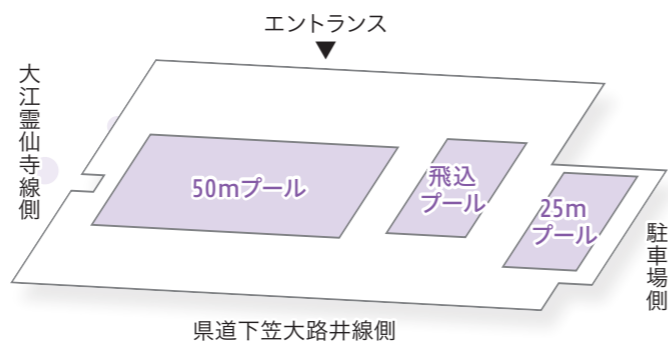 エントランス
大江霊仙寺線側
50mプール
飛込
プール
25m
プール
駐車場側
県道下笠大路井線側